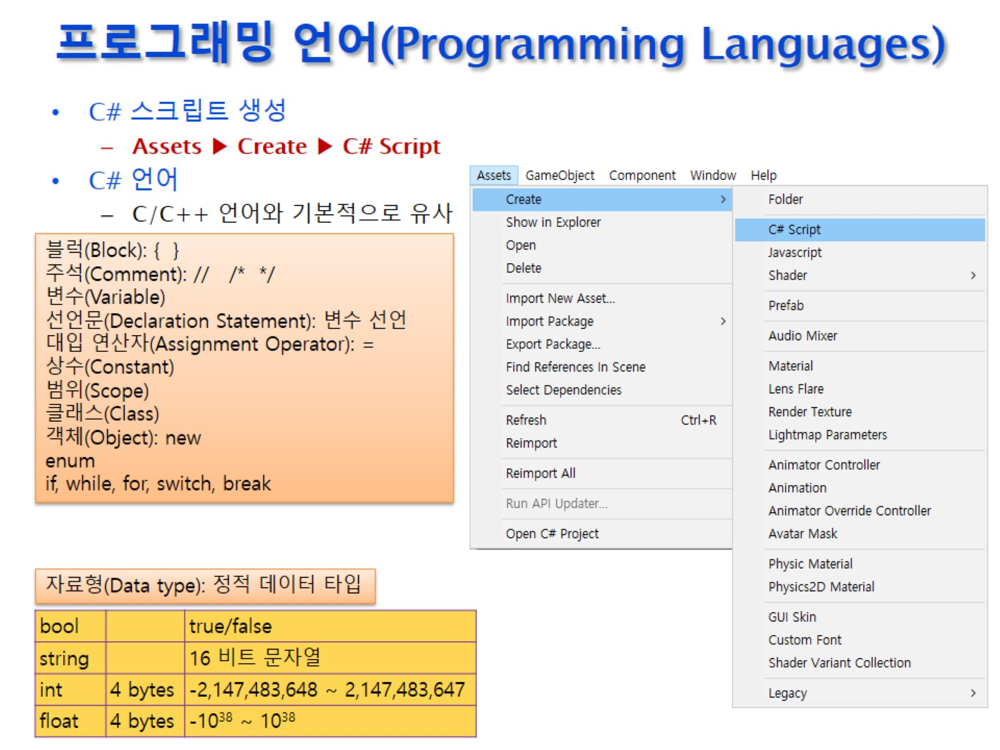 프로그래밍 언어(Programming Languages)
• C# 스크립트 생성
– Assets ▶ Create ▶ C# Script
• C# 언어
– C/C++ 언어와 기본적으로 유사
블럭(Block): { }
주석(Comment): // /* */
변수(Variable)
선언문(Declaration Statement): 변수 선언
대입 연산자(Assignment Operator): =
상수(Constant)
범위(Scope)
클래스(Class)
객체(Object): new
enum
if, while, for, switch, break
자료형(Data type): 정적 데이터 타입
bool true/false
string 16 비트 문자열
int 4 bytes -2,147,483,648 ~ 2,147,483,647
float 4 bytes -10³⁸ ~ 10³⁸
Assets GameObject Component Window Help
Create >
Show in Explorer
Open
Delete
Import New Asset...
Import Package >
Export Package...
Find References In Scene
Select Dependencies
Refresh Ctrl+R
Reimport
Reimport All
Run API Updater...
Open C# Project
Folder
C# Script
Javascript
Shader >
Prefab
Audio Mixer
Material
Lens Flare
Render Texture
Lightmap Parameters
Animator Controller
Animation
Animator Override Controller
Avatar Mask
Physic Material
Physics2D Material
GUI Skin
Custom Font
Shader Variant Collection
Legacy >